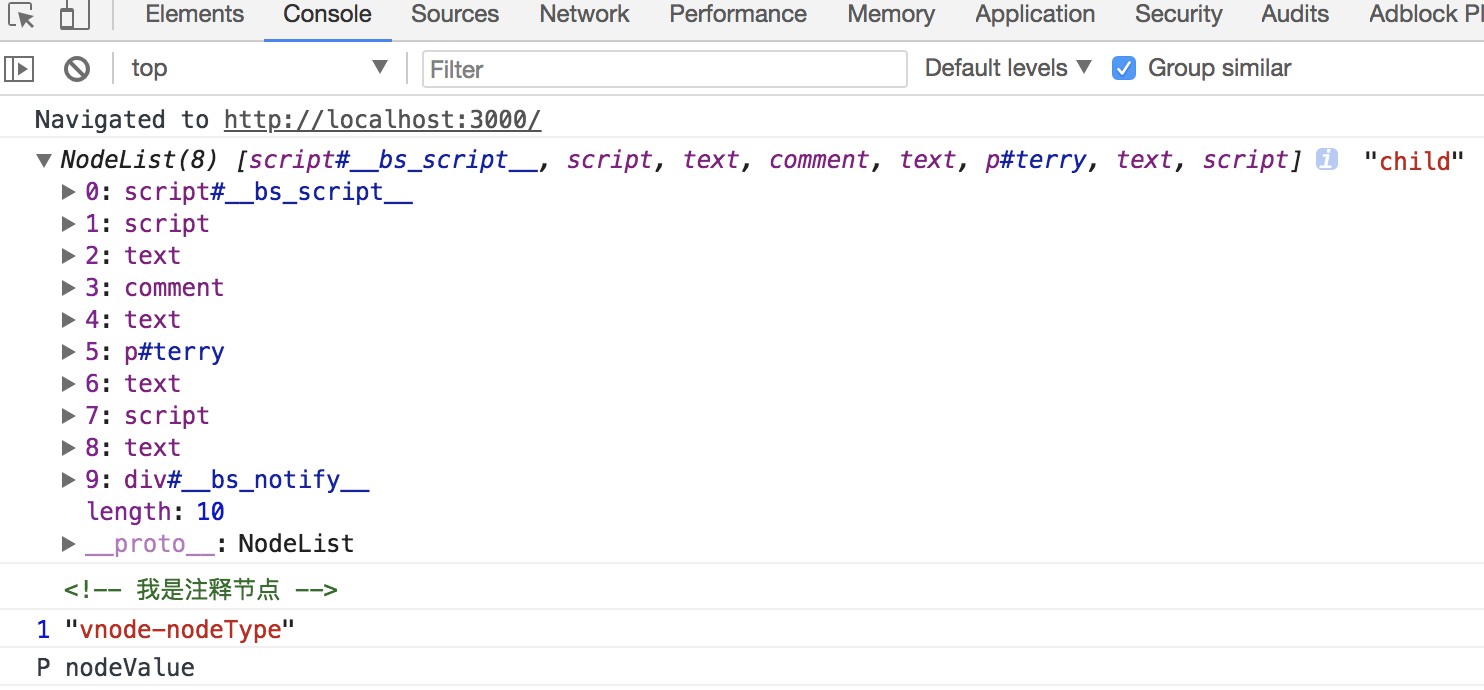 Elements Console Sources Network Performance Memory Application Security Audits Adblock Pl
top Filter Default levels Group similar
Navigated to http://localhost:3000/
NodeList(8) [script#__bs_script__, script, text, comment, text, p#terry, text, script] i "child"
0: script#__bs_script__
1: script
2: text
3: comment
4: text
5: p#terry
6: text
7: script
8: text
9: div#__bs_notify__
length: 10
__proto__: NodeList
<!-- 我是注释节点 -->
1 "vnode-nodeType"
P nodeValue